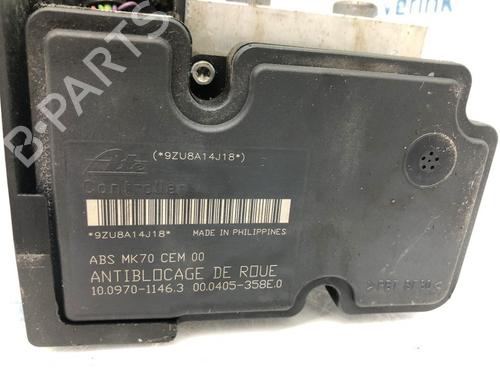 B-PARTS
(*9ZU8A14J18*)
Ate
Controller
*9ZU8A14J18* MADE IN PHILIPPINES
ABS MK70 CEM 00
ANTIBLOCAGE DE ROUE
10.0970-1146.3 00.0405-358E.0